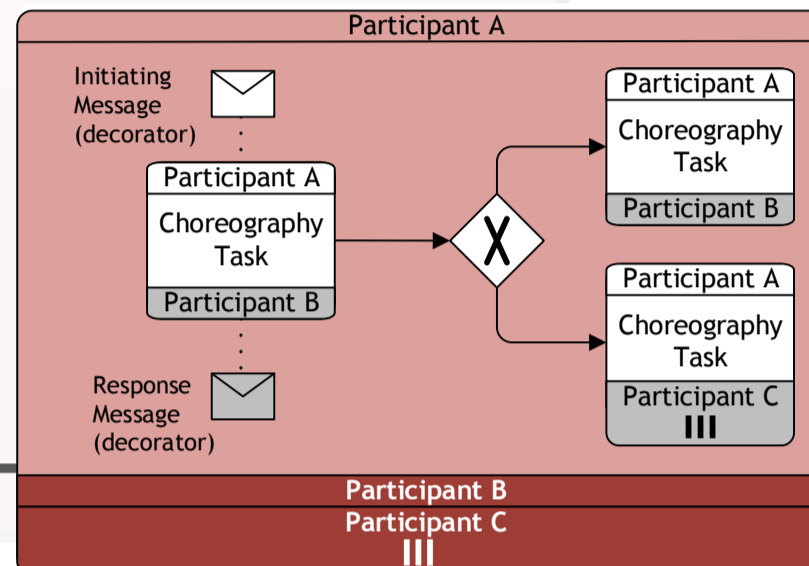 Participant A
Initiating
Message
(decorator)
Participant A
Choreography
Task
Participant B
Response
Message
(decorator)
X
Participant A
Choreography
Task
Participant B
Participant A
Choreography
Task
Participant C
Participant B
Participant C